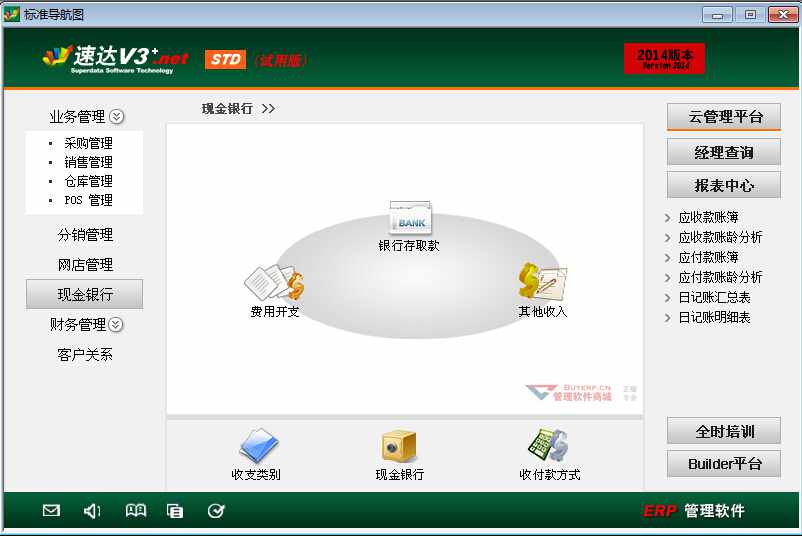 标准导航图
速达V3+.net
Superdata Software Technology
STD
(试用版)
2014版本
Version 2014
业务管理
采购管理
销售管理
仓库管理
POS 管理
分销管理
网店管理
现金银行
财务管理
客户关系
现金银行 >>
BANK
银行存取款
费用开支
其他收入
BUYERP.CN
管理软件商城
正版
专业
收支类别
现金银行
收付款方式
云管理平台
经理查询
报表中心
应收款账簿
应收款账龄分析
应付款账簿
应付款账龄分析
日记账汇总表
日记账明细表
全时培训
Builder平台
ERP 管理软件